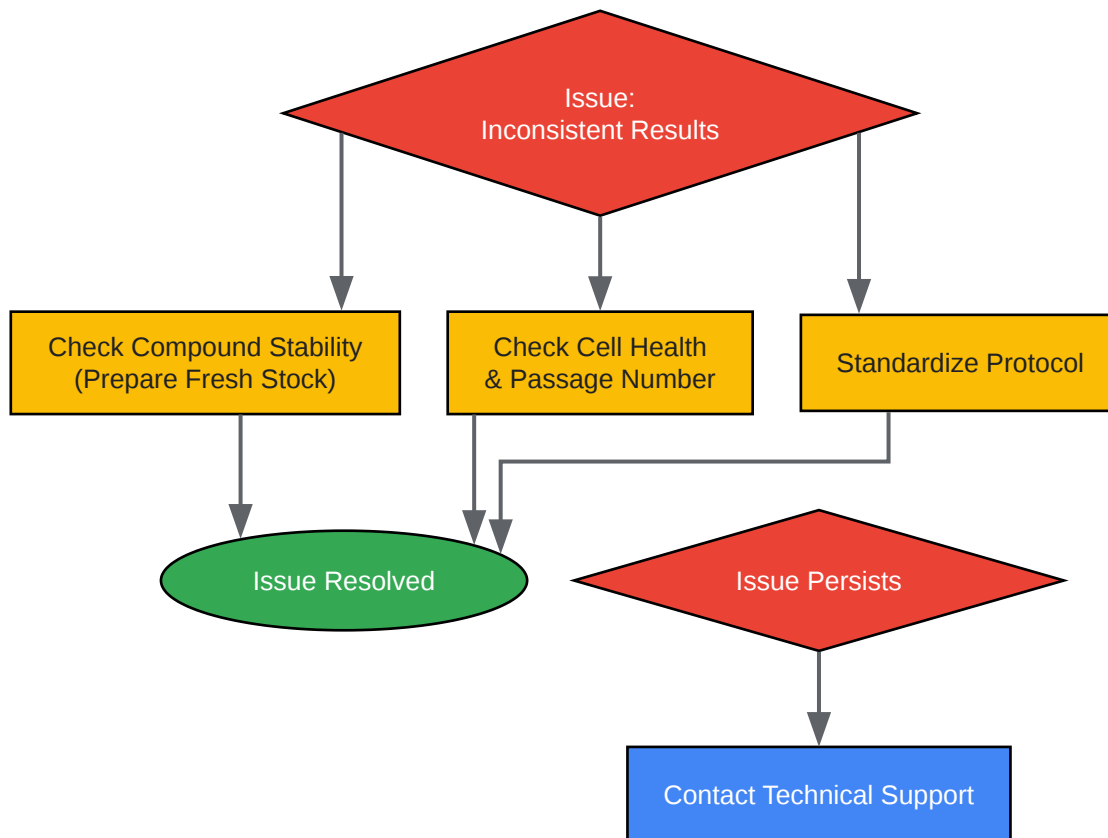 Issue:
Inconsistent Results
Check Compound Stability
(Prepare Fresh Stock)
Check Cell Health
& Passage Number
Standardize Protocol
Issue Resolved
Issue Persists
Contact Technical Support